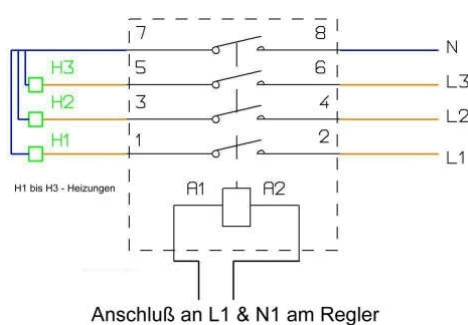 7 8 N
H3 5 6 L3
H2 3 4 L2
H1 1 2 L1
H1 bis H3 - Heizungen
A1 A2
Anschluß an L1 & N1 am Regler